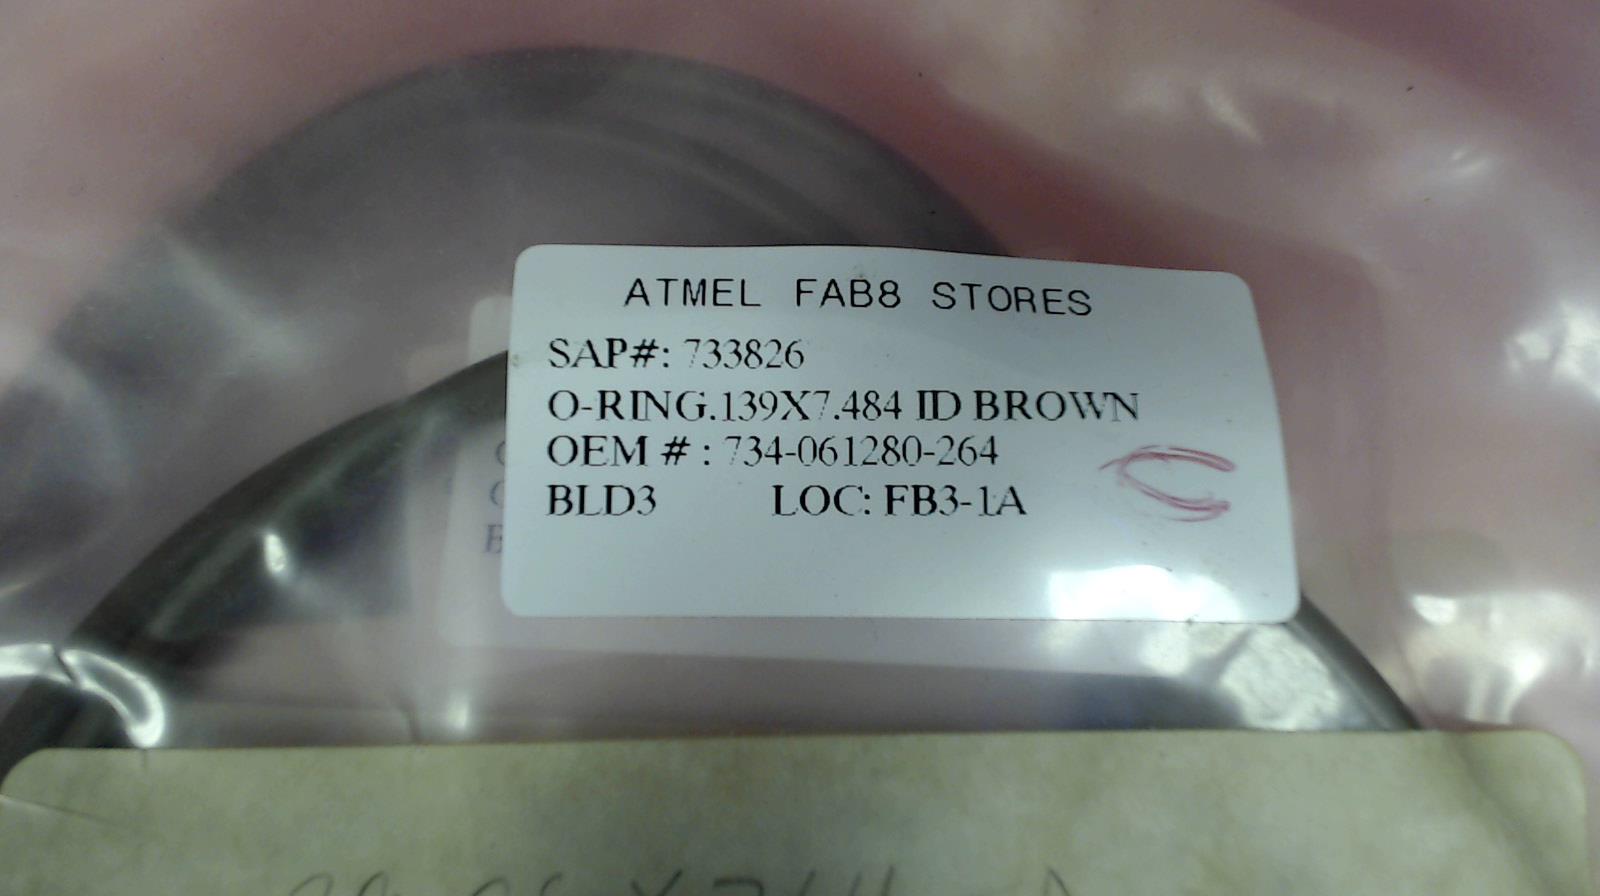 ATMEL FAB8 STORES
SAP#: 733826
O-RING.139X7.484 ID BROWN
OEM # : 734-061280-264
BLD3 LOC: FB3-1A
C